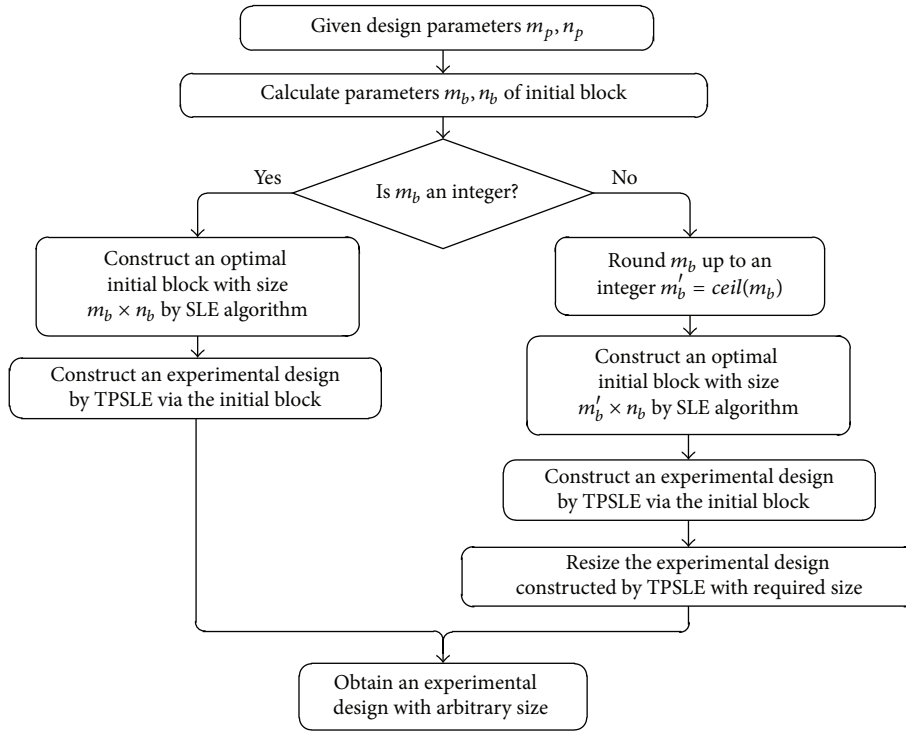 Given design parameters m_p, n_p
Calculate parameters m_b, n_b of initial block
Is m_b an integer?
Yes
No
Construct an optimal
initial block with size
m_b × n_b by SLE algorithm
Construct an experimental design
by TPSLE via the initial block
Round m_b up to an
integer m′_b = ceil(m_b)
Construct an optimal
initial block with size
m′_b × n_b by SLE algorithm
Construct an experimental design
by TPSLE via the initial block
Resize the experimental design
constructed by TPSLE with required size
Obtain an experimental
design with arbitrary size